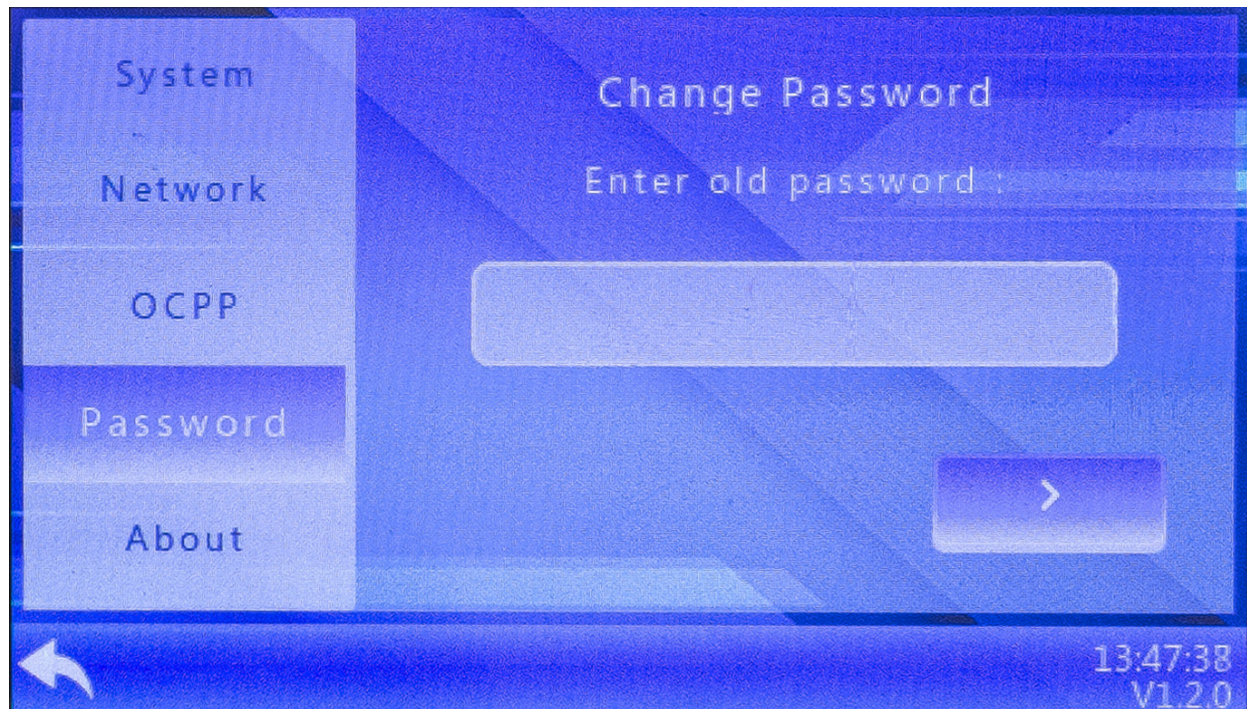 System
Network
OCPP
Password
About
Change Password
Enter old password :
>
13:47:38
V1.2.0